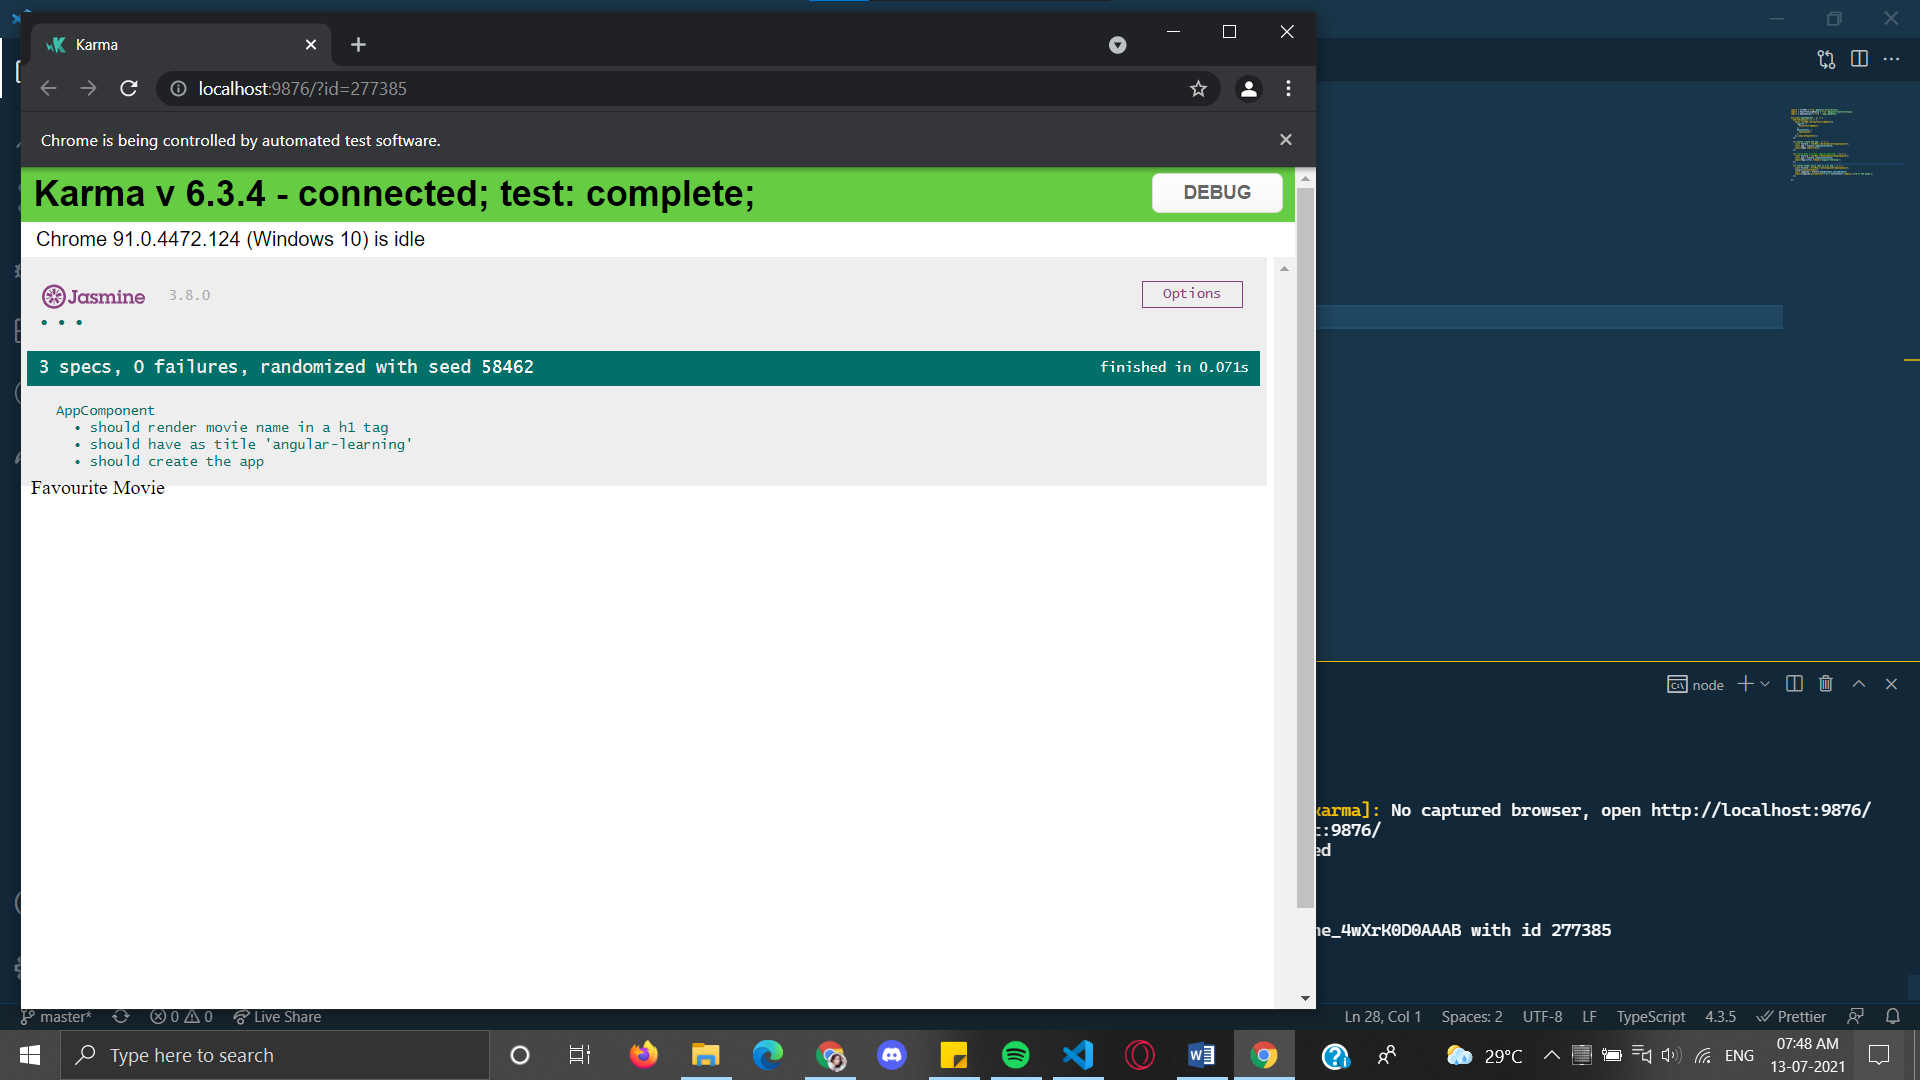 Karma
localhost:9876/?id=277385
Chrome is being controlled by automated test software.
Karma v 6.3.4 - connected; test: complete;
DEBUG
Chrome 91.0.4472.124 (Windows 10) is idle
Jasmine 3.8.0
Options
• • •
3 specs, 0 failures, randomized with seed 58462
finished in 0.071s
AppComponent
• should render movie name in a h1 tag
• should have as title 'angular-learning'
• should create the app
Favourite Movie
node
karma]: No captured browser, open http://localhost:9876/
:9876/
ed
me_4wXrK0D0AAAB with id 277385
master* 0 0 Live Share
Ln 28, Col 1 Spaces: 2 UTF-8 LF TypeScript 4.3.5 Prettier
Type here to search
29°C ENG
07:48 AM
13-07-2021